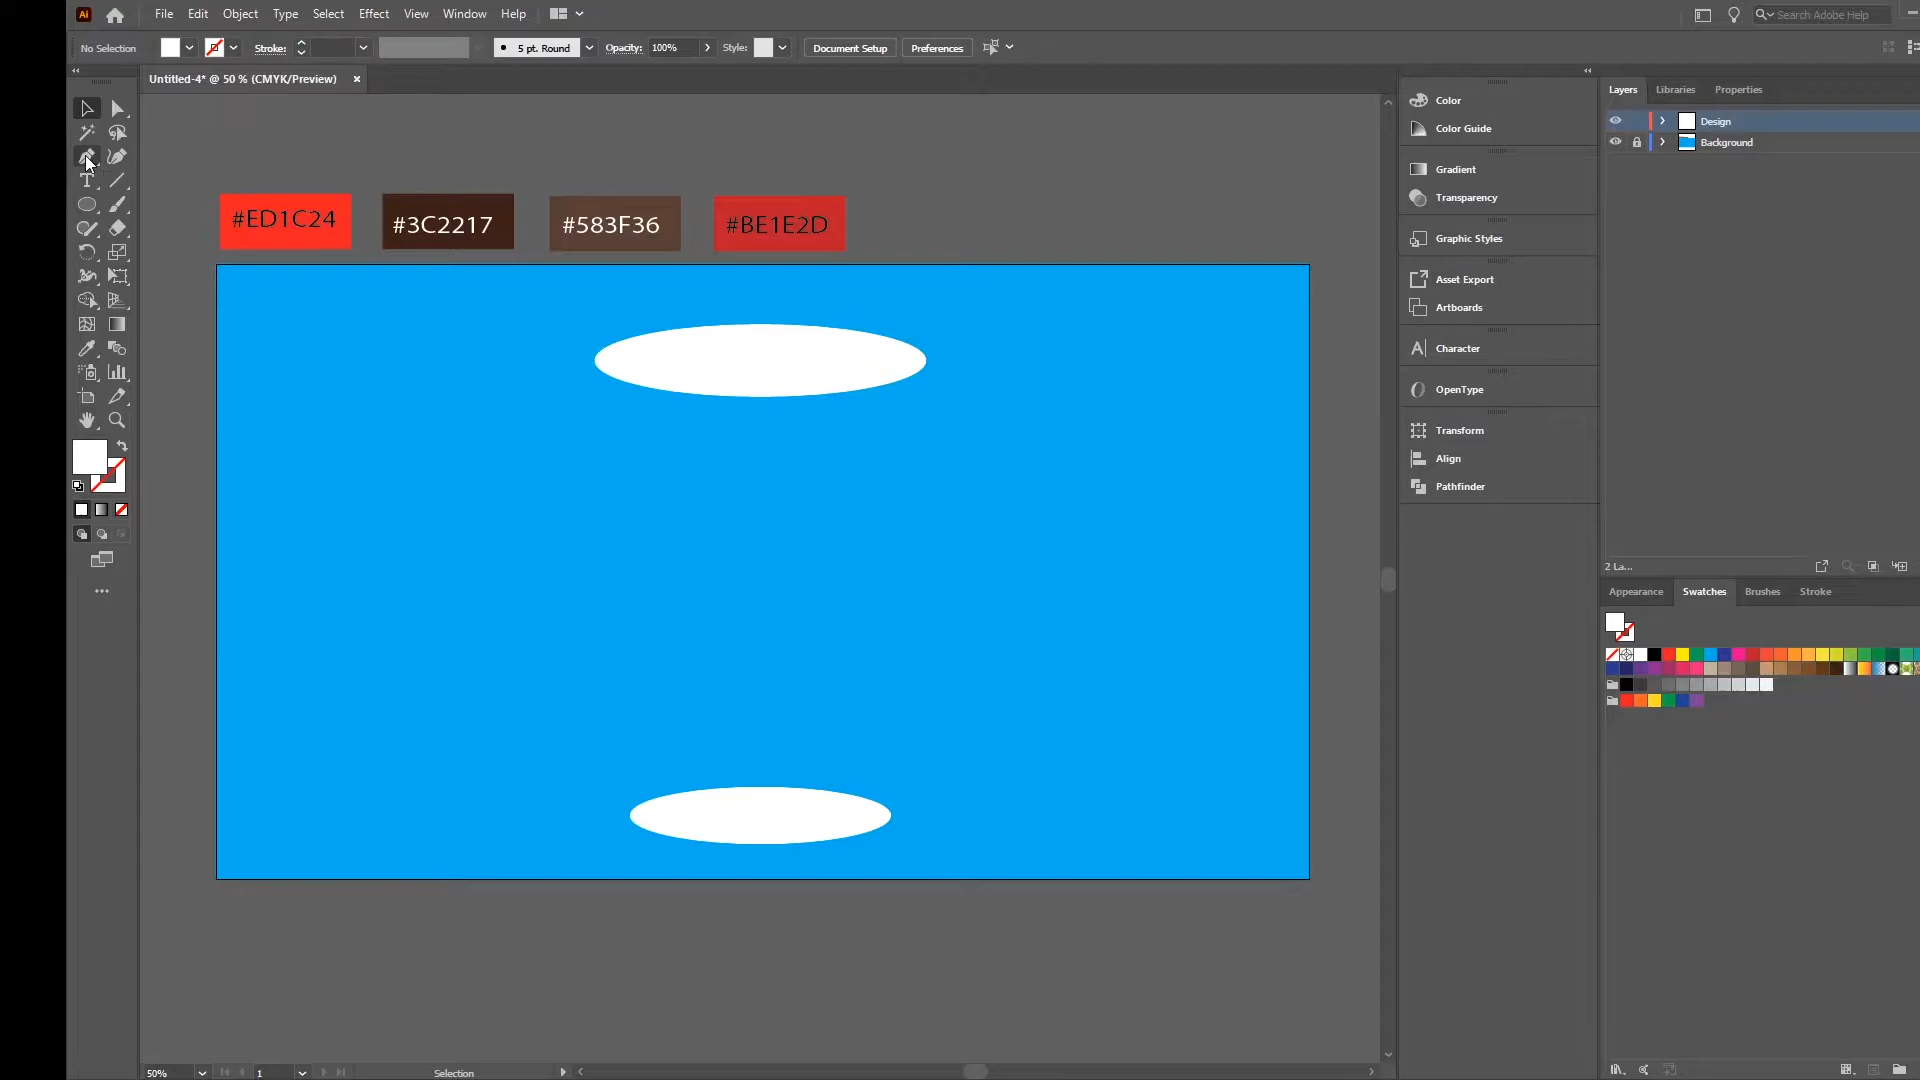 Ai File Edit Object Type Select Effect View Window Help Search Adobe Help
No Selection Stroke: 5 pt. Round Opacity: 100% Style: Document Setup Preferences
Untitled-4* @ 50 % (CMYK/Preview) ×
Layers Libraries Properties
Color
Color Guide
Gradient
Transparency
Graphic Styles
Asset Export
Artboards
Character
OpenType
Transform
Align
Pathfinder
Design
Background
#ED1C24 #3C2217 #583F36 #BE1E2D
2 La...
Appearance Swatches Brushes Stroke
50% 1 Selection